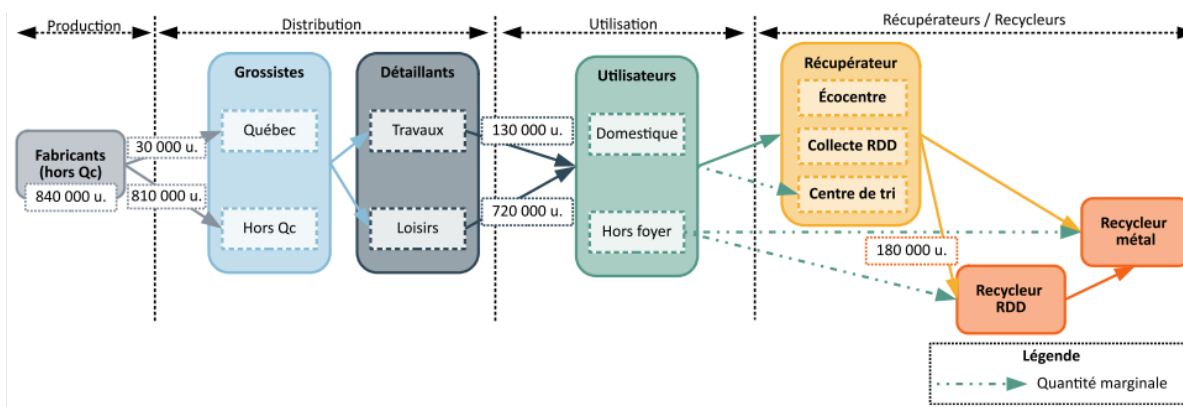 Production
Distribution
Utilisation
Récupérateurs / Recycleurs
Grossistes
Québec
Hors Qc
Détaillants
Travaux
Loisirs
Utilisateurs
Domestique
Hors foyer
Récupérateur
Écocentre
Collecte RDD
Centre de tri
Fabricants
(hors Qc)
840 000 u.
30 000 u.
810 000 u.
130 000 u.
720 000 u.
180 000 u.
Recycleur
métal
Recycleur
RDD
Légende
Quantité marginale